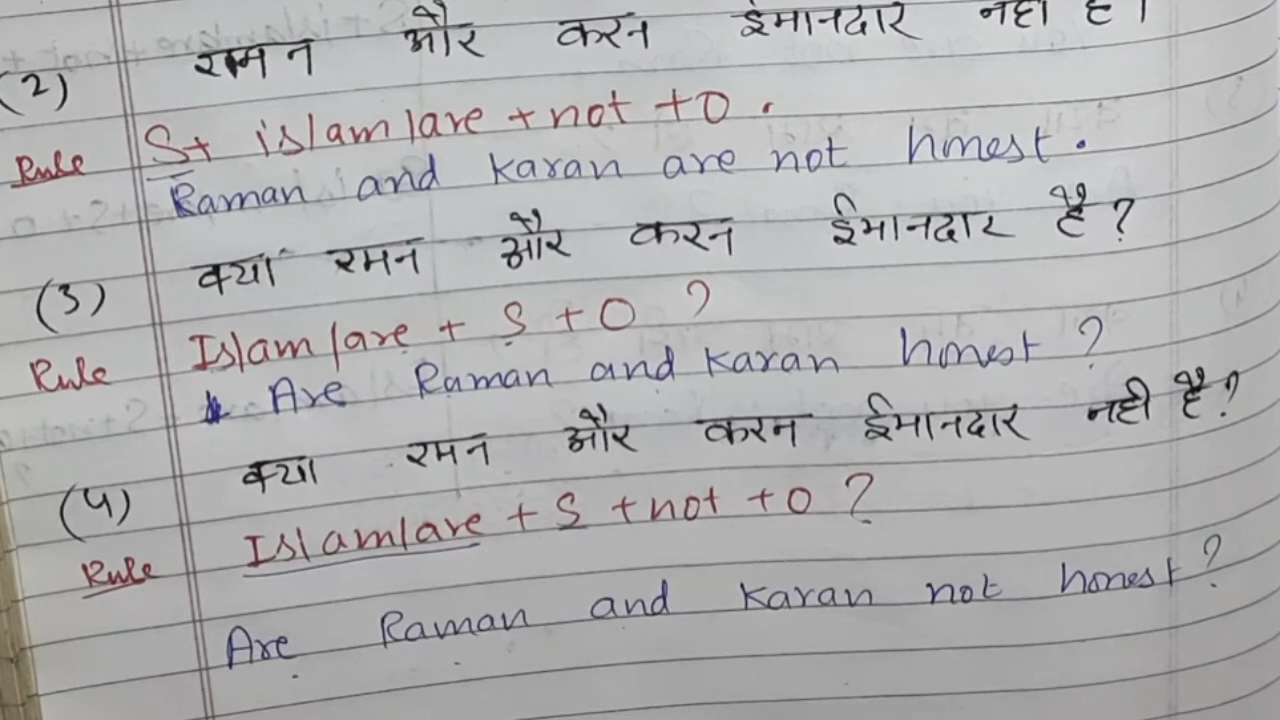 (2) रामन और करन ईमानदार नहीं है।
Rule S+ is/am/are + not + O.
Raman and Karan are not honest.
(3) क्या रमन और करन ईमानदार है?
Rule Is/am/are + S + O ?
Are Raman and Karan honest ?
(4) क्या रमन और करन ईमानदार नही है?
Rule Is/am/are + S + not + O ?
Are Raman and Karan not honest?